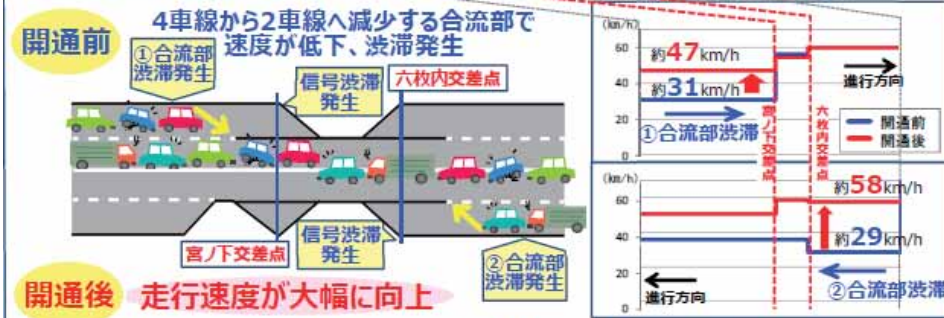 開通前
4車線から2車線へ減少する合流部で
速度が低下、渋滞発生
①合流部
渋滞発生
信号渋滞
発生
六枚内交差点
宮ノ下交差点
信号渋滞
発生
②合流部
渋滞発生
開通後
走行速度が大幅に向上
(km/h)
60
40
20
0
約47km/h
約31km/h
①合流部渋滞
進行方向
宮ノ下交差点
六枚内交差点
開通前
開通後
(km/h)
60
40
20
0
約58km/h
約29km/h
進行方向
②合流部渋滞